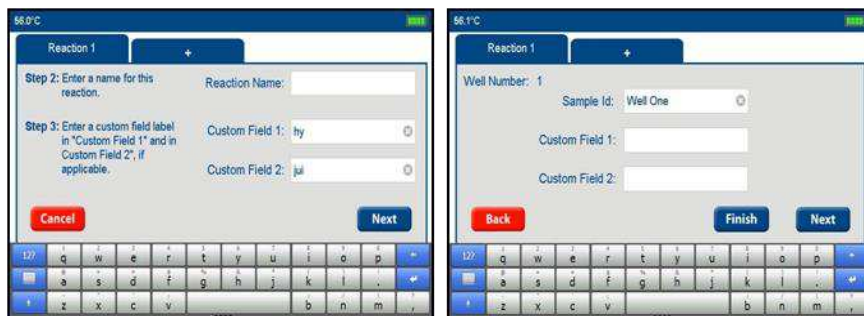 56.0°C
Reaction 1
+
Step 2: Enter a name for this
reaction.
Reaction Name:
Step 3: Enter a custom field label
in "Custom Field 1" and in
Custom Field 2", if
applicable.
Custom Field 1: hy
Custom Field 2: jui
Cancel
Next
12?
q w e r t y u i o p
a s d f g h j k l .
z x c v b n m ,
56.1°C
Reaction 1
+
Well Number: 1
Sample Id: Well One
Custom Field 1:
Custom Field 2:
Back
Finish
Next
12?
q w e r t y u i o p
a s d f g h j k l .
z x c v b n m ,